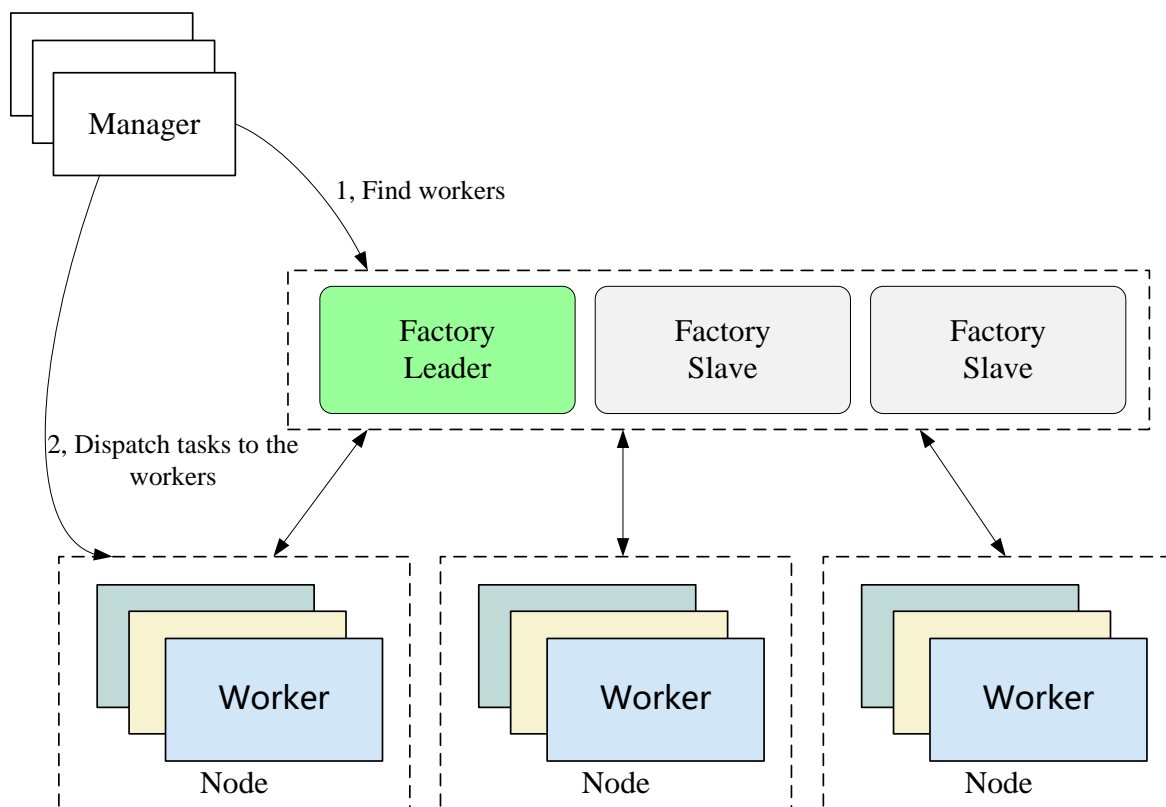 Manager
1, Find workers
Factory
Leader
Factory
Slave
Factory
Slave
2, Dispatch tasks to the
workers
Worker
Node
Worker
Node
Worker
Node